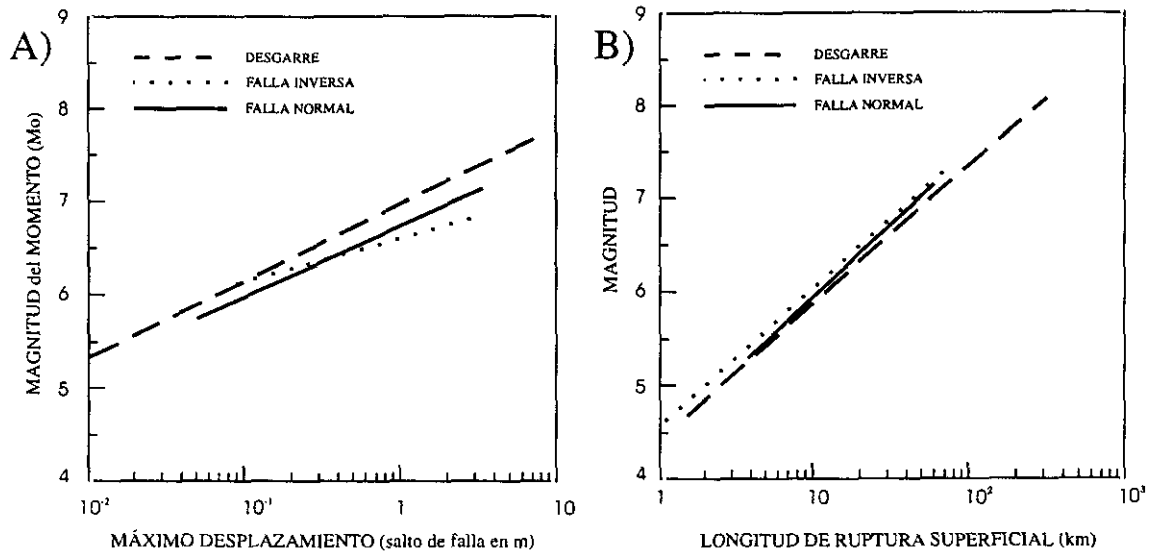 A)
DESGARRE
FALLA INVERSA
FALLA NORMAL
MAGNITUD del MOMENTO (Mo)
9
8
7
6
5
4
10⁻²
10⁻¹
1
10
MÁXIMO DESPLAZAMIENTO (salto de falla en m)
B)
DESGARRE
FALLA INVERSA
FALLA NORMAL
MAGNITUD
9
8
7
6
5
4
1
10
10²
10³
LONGITUD DE RUPTURA SUPERFICIAL (km)